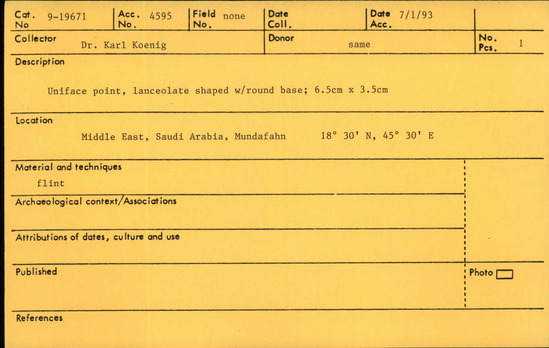 Cat. No 9-19671 Acc. No. 4595 Field No. none Date Coll. Date Acc. 7/1/93
Collector Dr. Karl Koenig Donor same No. Pcs. 1
Description
Uniface point, lanceolate shaped w/round base; 6.5cm x 3.5cm
Location
Middle East, Saudi Arabia, Mundafahn 18° 30' N, 45° 30' E
Material and techniques
flint
Archaeological context/Associations
Attributions of dates, culture and use
Published
Photo
References